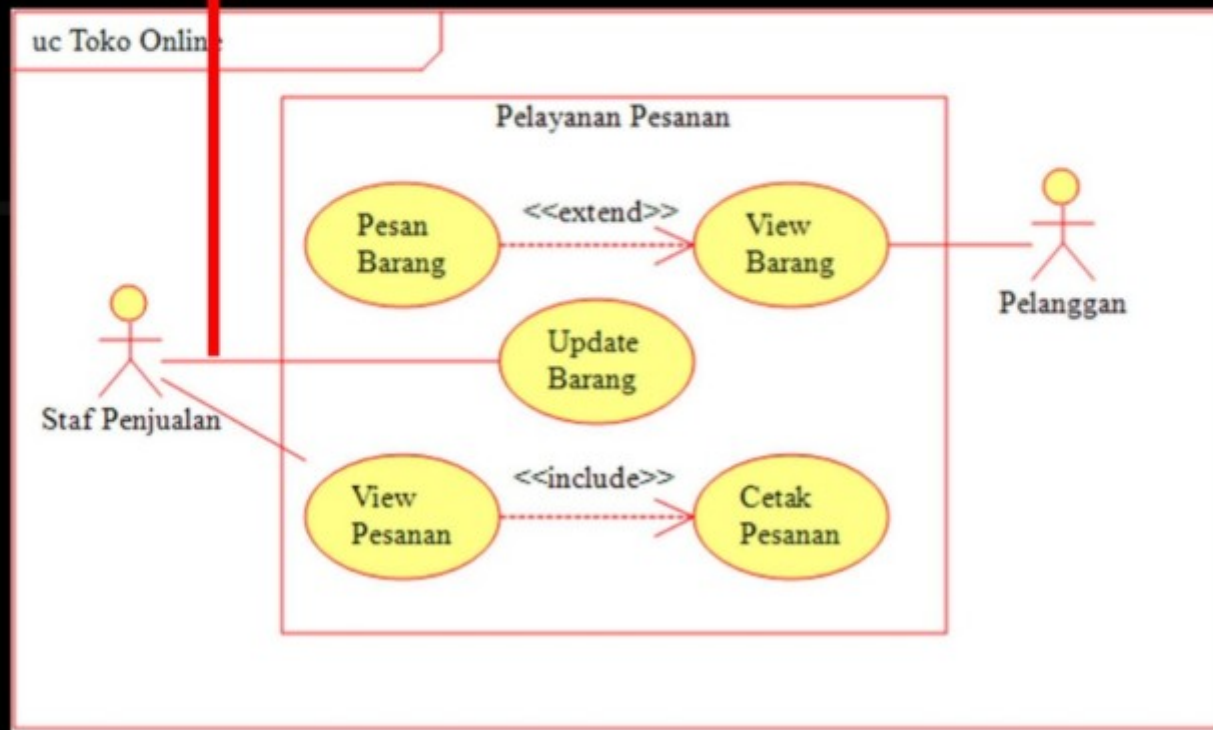 uc Toko Online
Pelayanan Pesanan
Pesan
Barang
<<extend>>
View
Barang
Pelanggan
Update
Barang
Staf Penjualan
View
Pesanan
<<include>>
Cetak
Pesanan